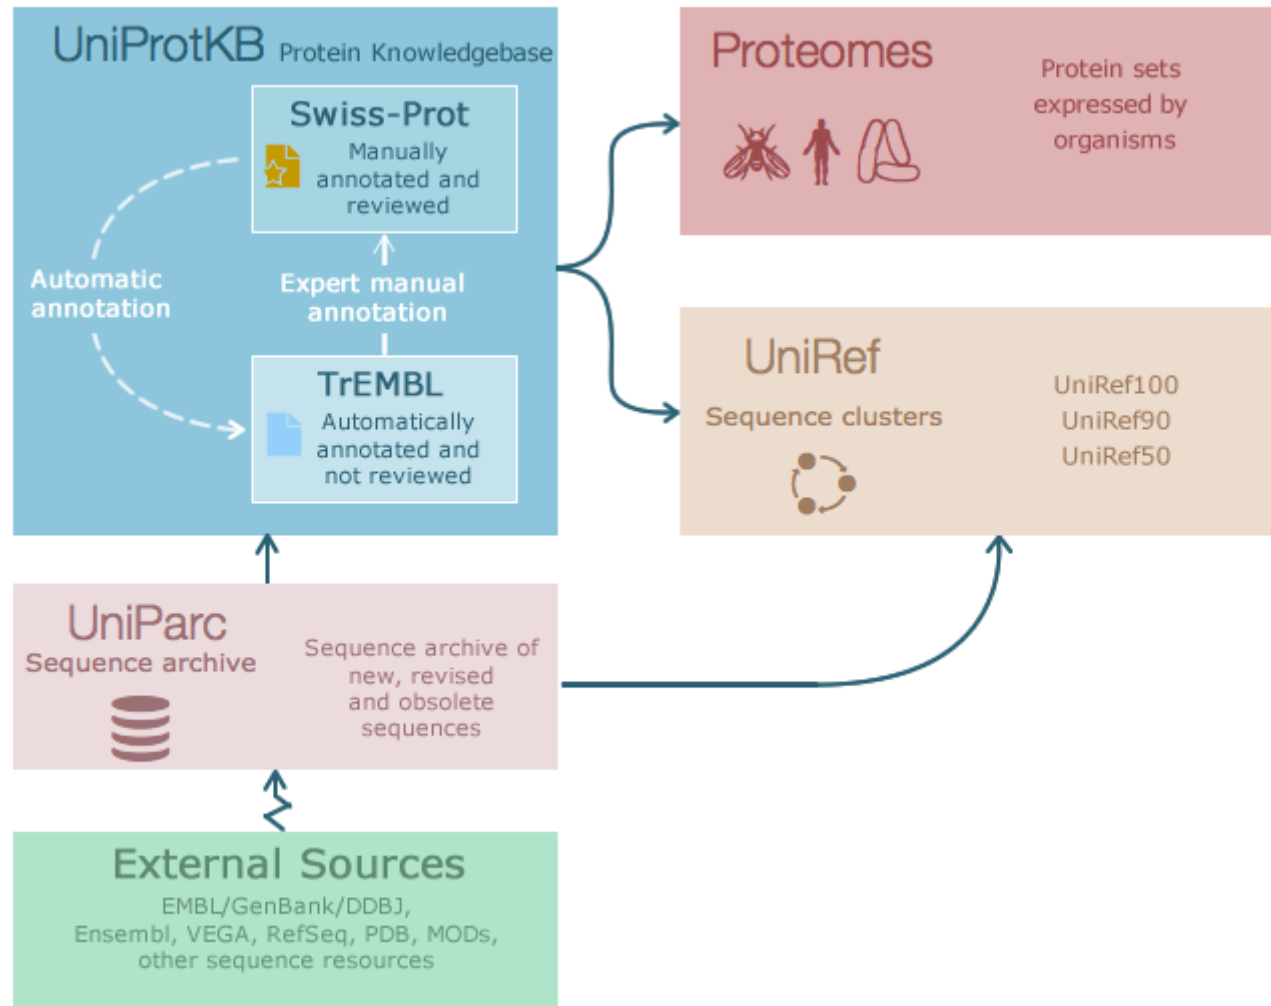 UniProtKB Protein Knowledgebase
Swiss-Prot
Manually
annotated and
reviewed
Automatic
annotation
Expert manual
annotation
TrEMBL
Automatically
annotated and
not reviewed
Proteomes
Protein sets
expressed by
organisms
UniRef
Sequence clusters
UniRef100
UniRef90
UniRef50
UniParc
Sequence archive
Sequence archive of
new, revised
and obsolete
sequences
External Sources
EMBL/GenBank/DDBJ,
Ensembl, VEGA, RefSeq, PDB, MODs,
other sequence resources